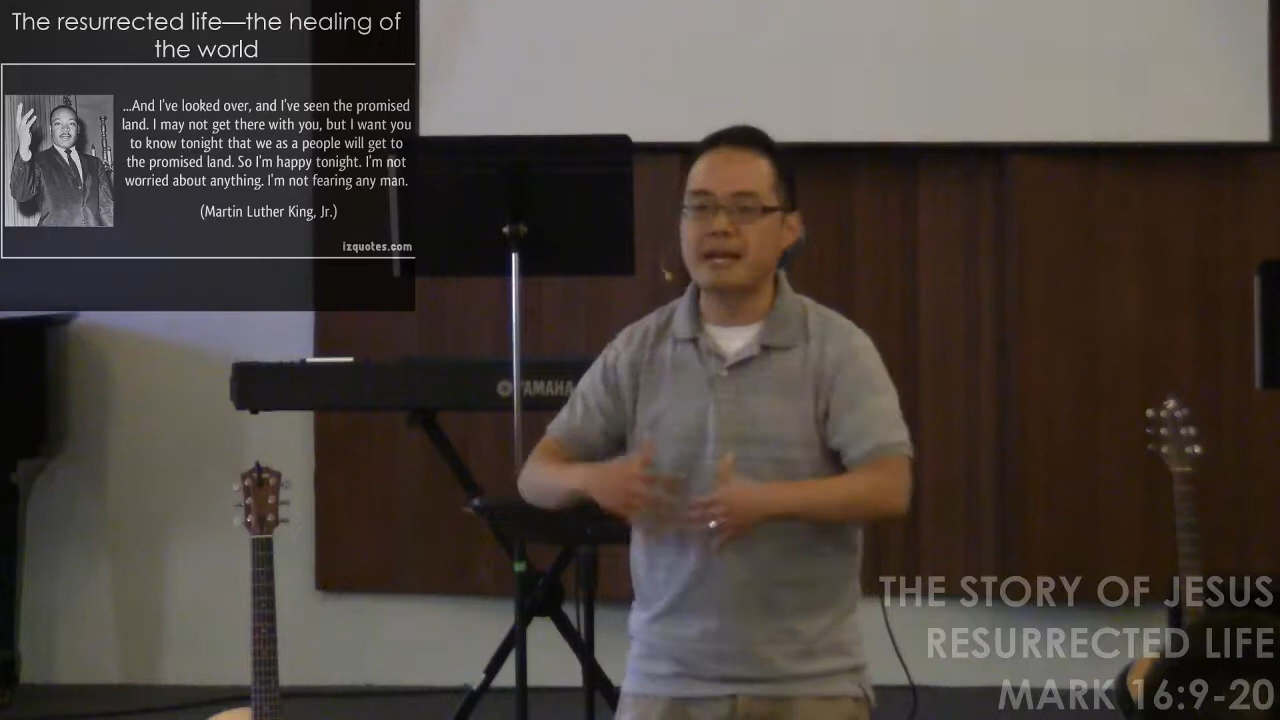 The resurrected life—the healing of
the world
...And I've looked over, and I've seen the promised
land. I may not get there with you, but I want you
to know tonight that we as a people will get to
the promised land. So I'm happy tonight. I'm not
worried about anything. I'm not fearing any man.
(Martin Luther King, Jr.)
izquotes.com
YAMAHA
THE STORY OF JESUS
RESURRECTED LIFE
MARK 16:9-20